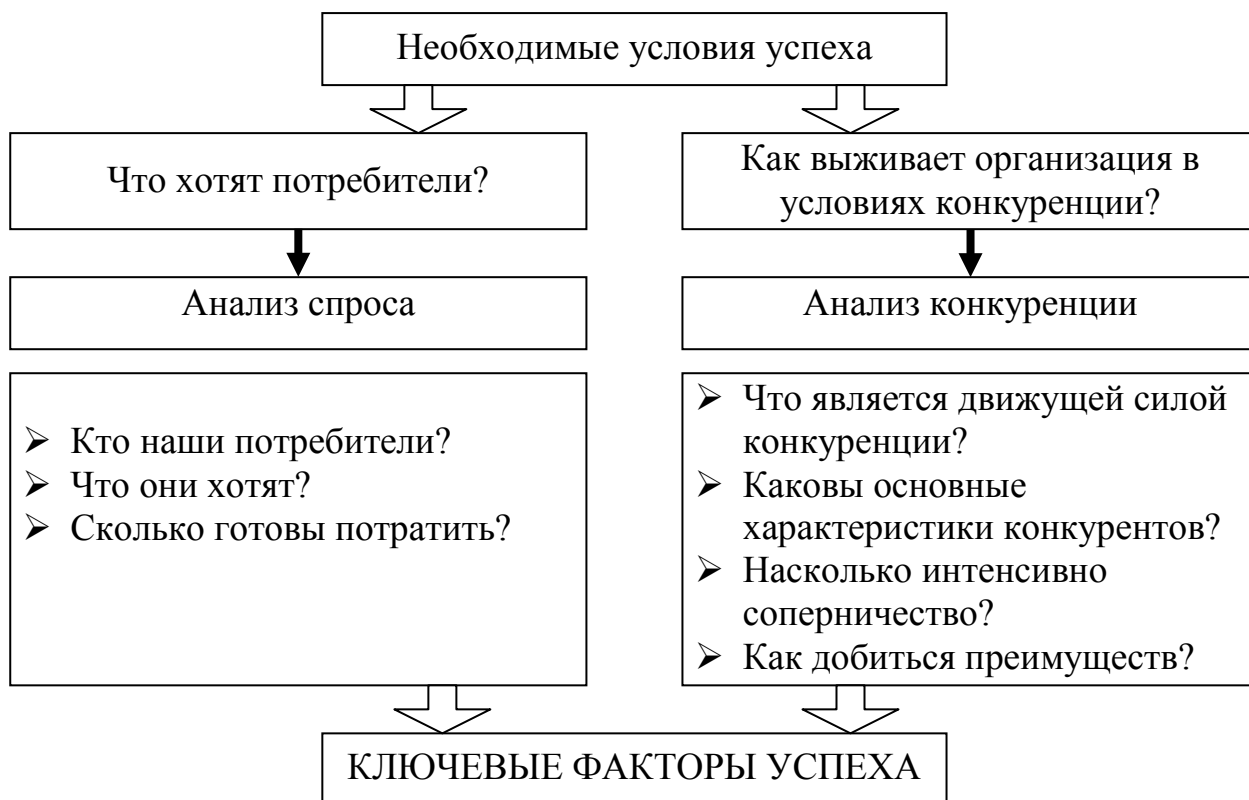 Необходимые условия успеха
Что хотят потребители?
Как выживает организация в
условиях конкуренции?
Анализ спроса
Анализ конкуренции
➢ Кто наши потребители?
➢ Что они хотят?
➢ Сколько готовы потратить?
➢ Что является движущей силой
конкуренции?
➢ Каковы основные
характеристики конкурентов?
➢ Насколько интенсивно
соперничество?
➢ Как добиться преимуществ?
КЛЮЧЕВЫЕ ФАКТОРЫ УСПЕХА